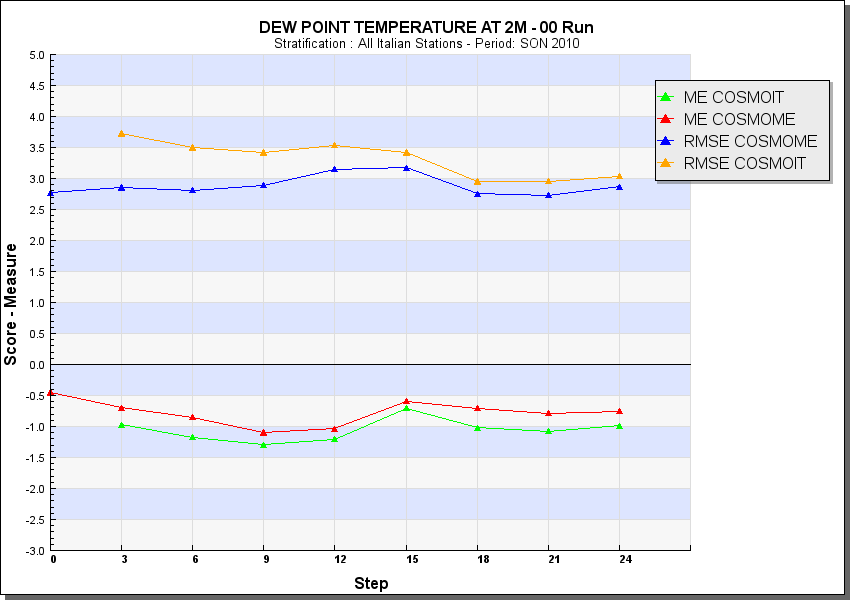 DEW POINT TEMPERATURE AT 2M - 00 Run
Stratification : All Italian Stations - Period: SON 2010
5.0
4.5
4.0
3.5
3.0
2.5
2.0
1.5
1.0
0.5
0.0
-0.5
-1.0
-1.5
-2.0
-2.5
-3.0
Score - Measure
ME COSMOIT
ME COSMOME
RMSE COSMOME
RMSE COSMOIT
0 3 6 9 12 15 18 21 24
Step